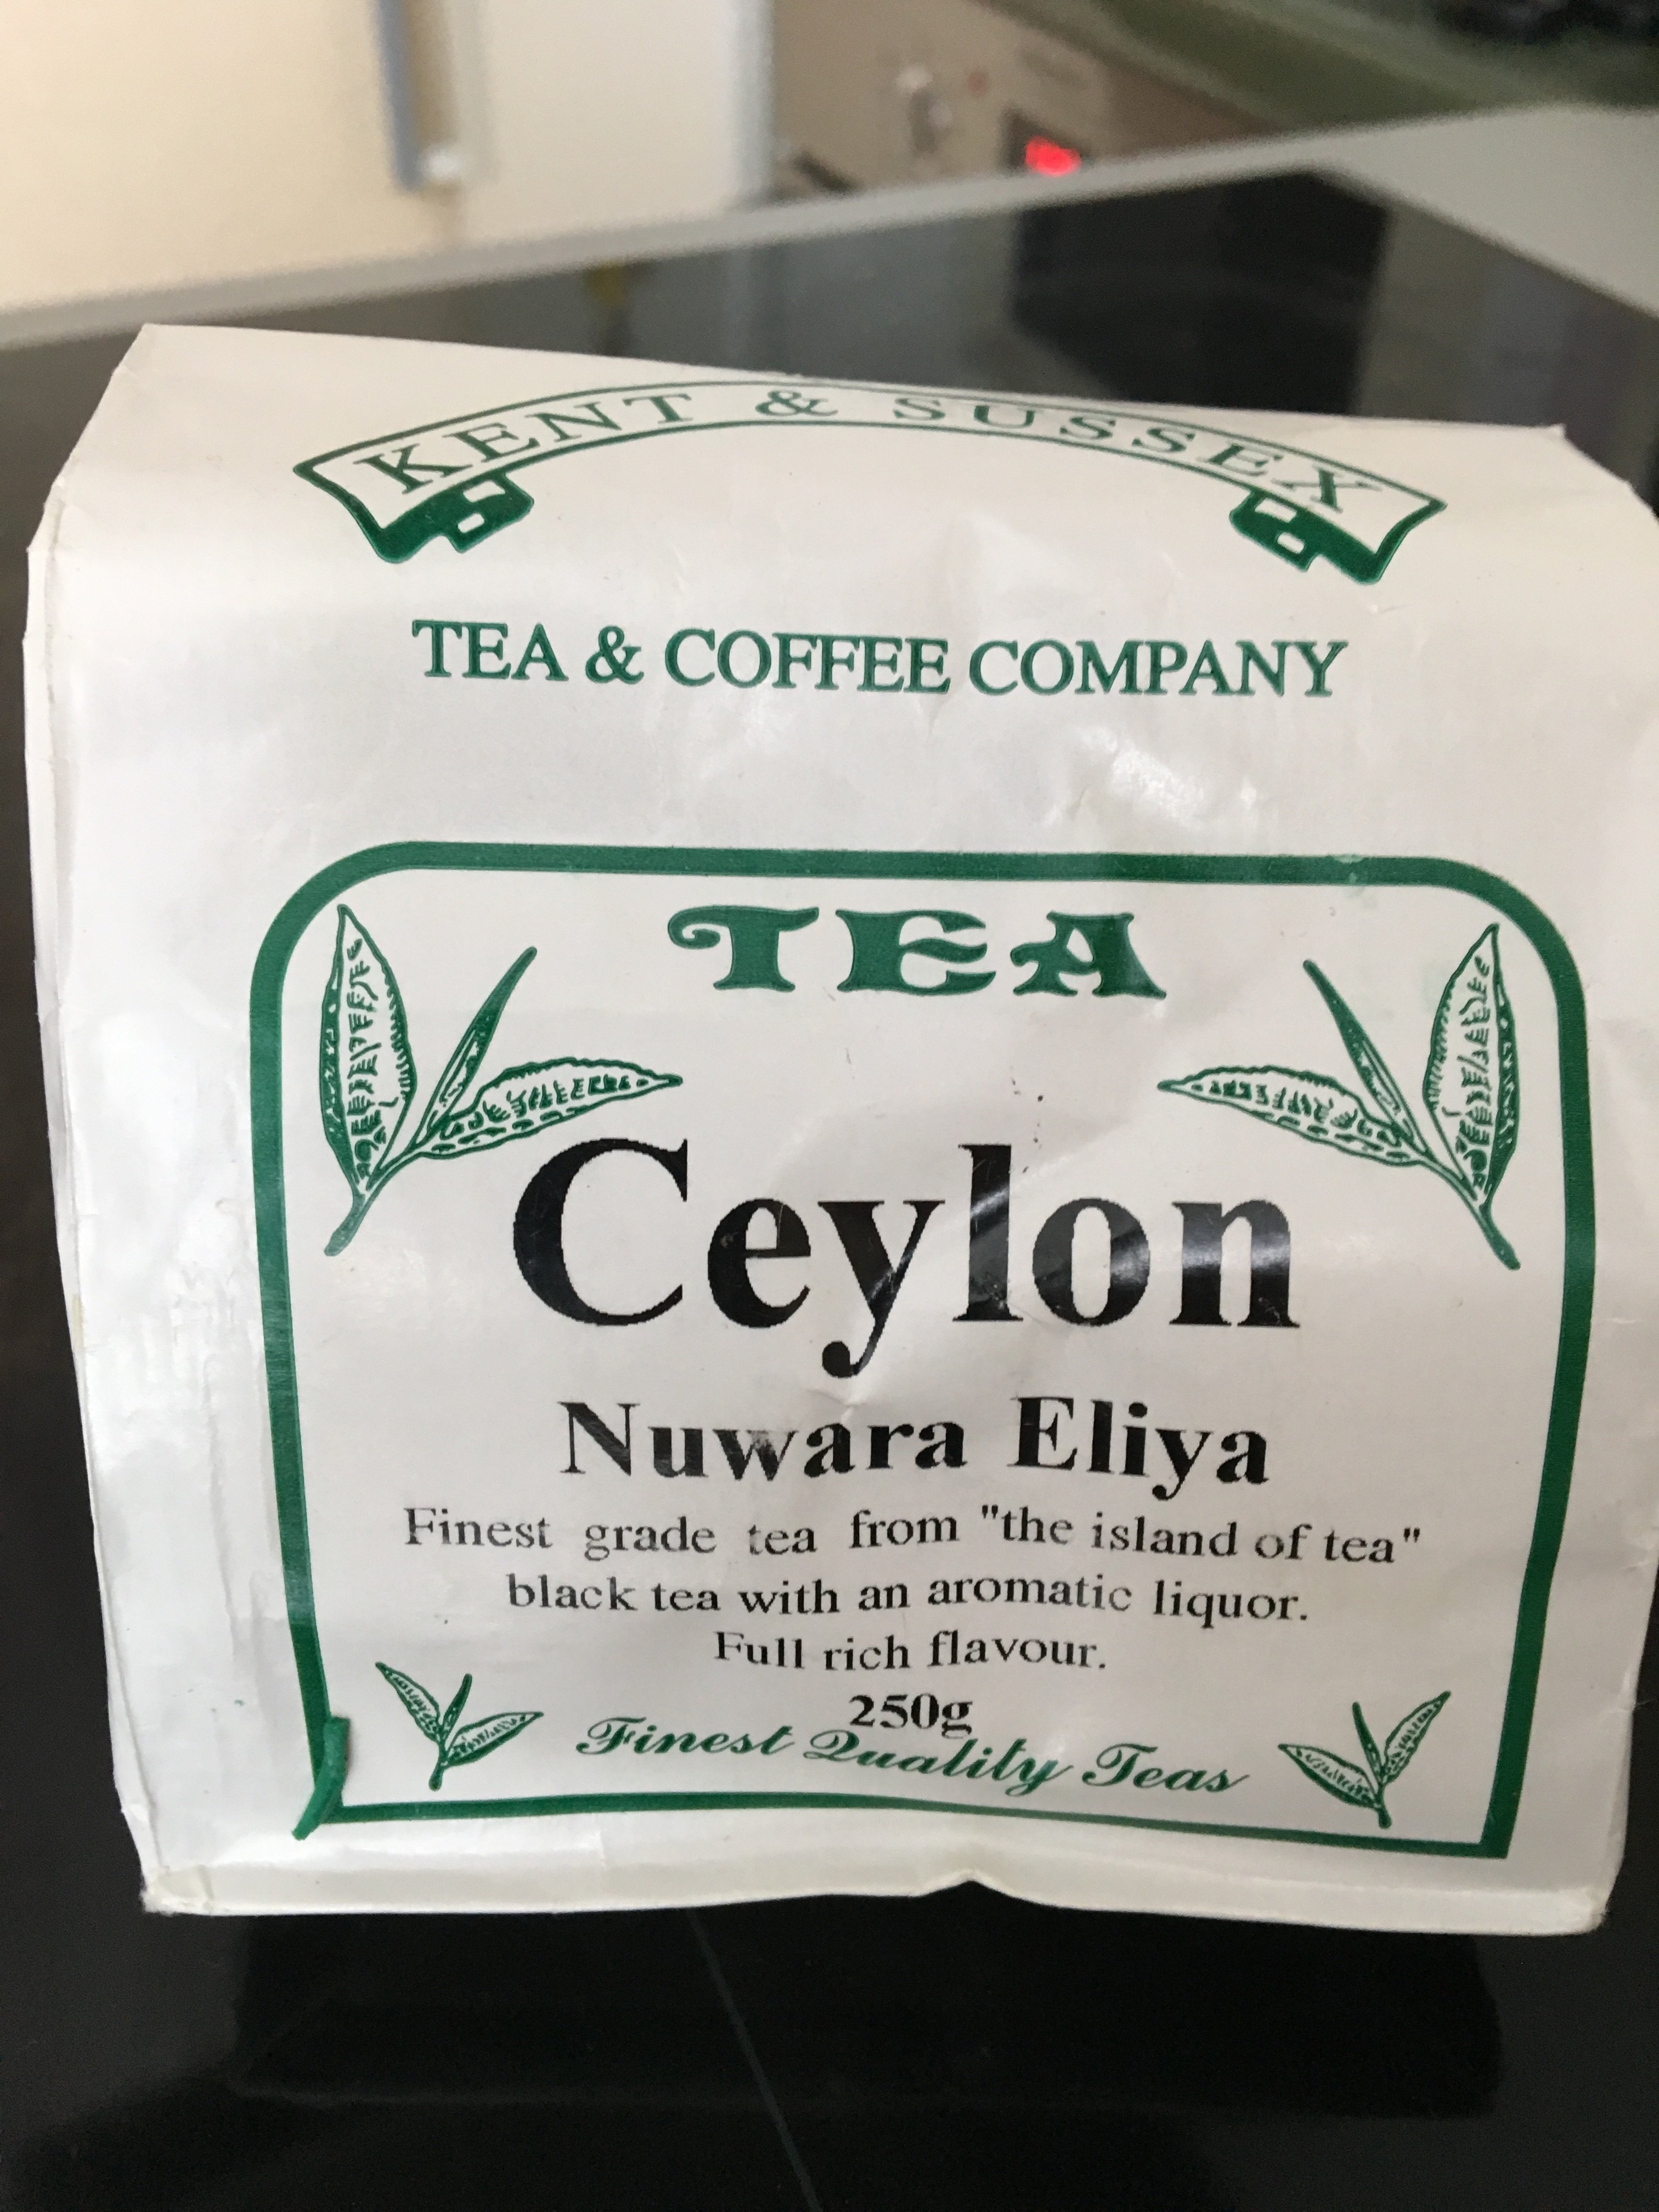 KENT & SUSSEX
TEA & COFFEE COMPANY
TEA
Ceylon
Nuwara Eliya
Finest grade tea from "the island of tea"
black tea with an aromatic liquor.
Full rich flavour.
250g
Finest Quality Teas